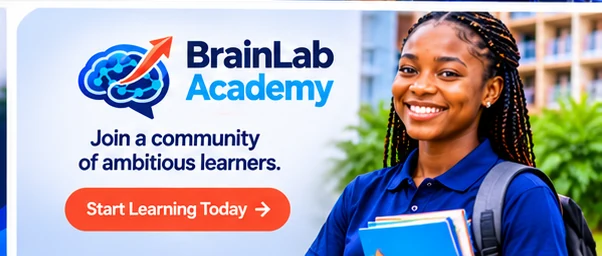 BrainLab
Academy
Join a community
of ambitious learners.
Start Learning Today →